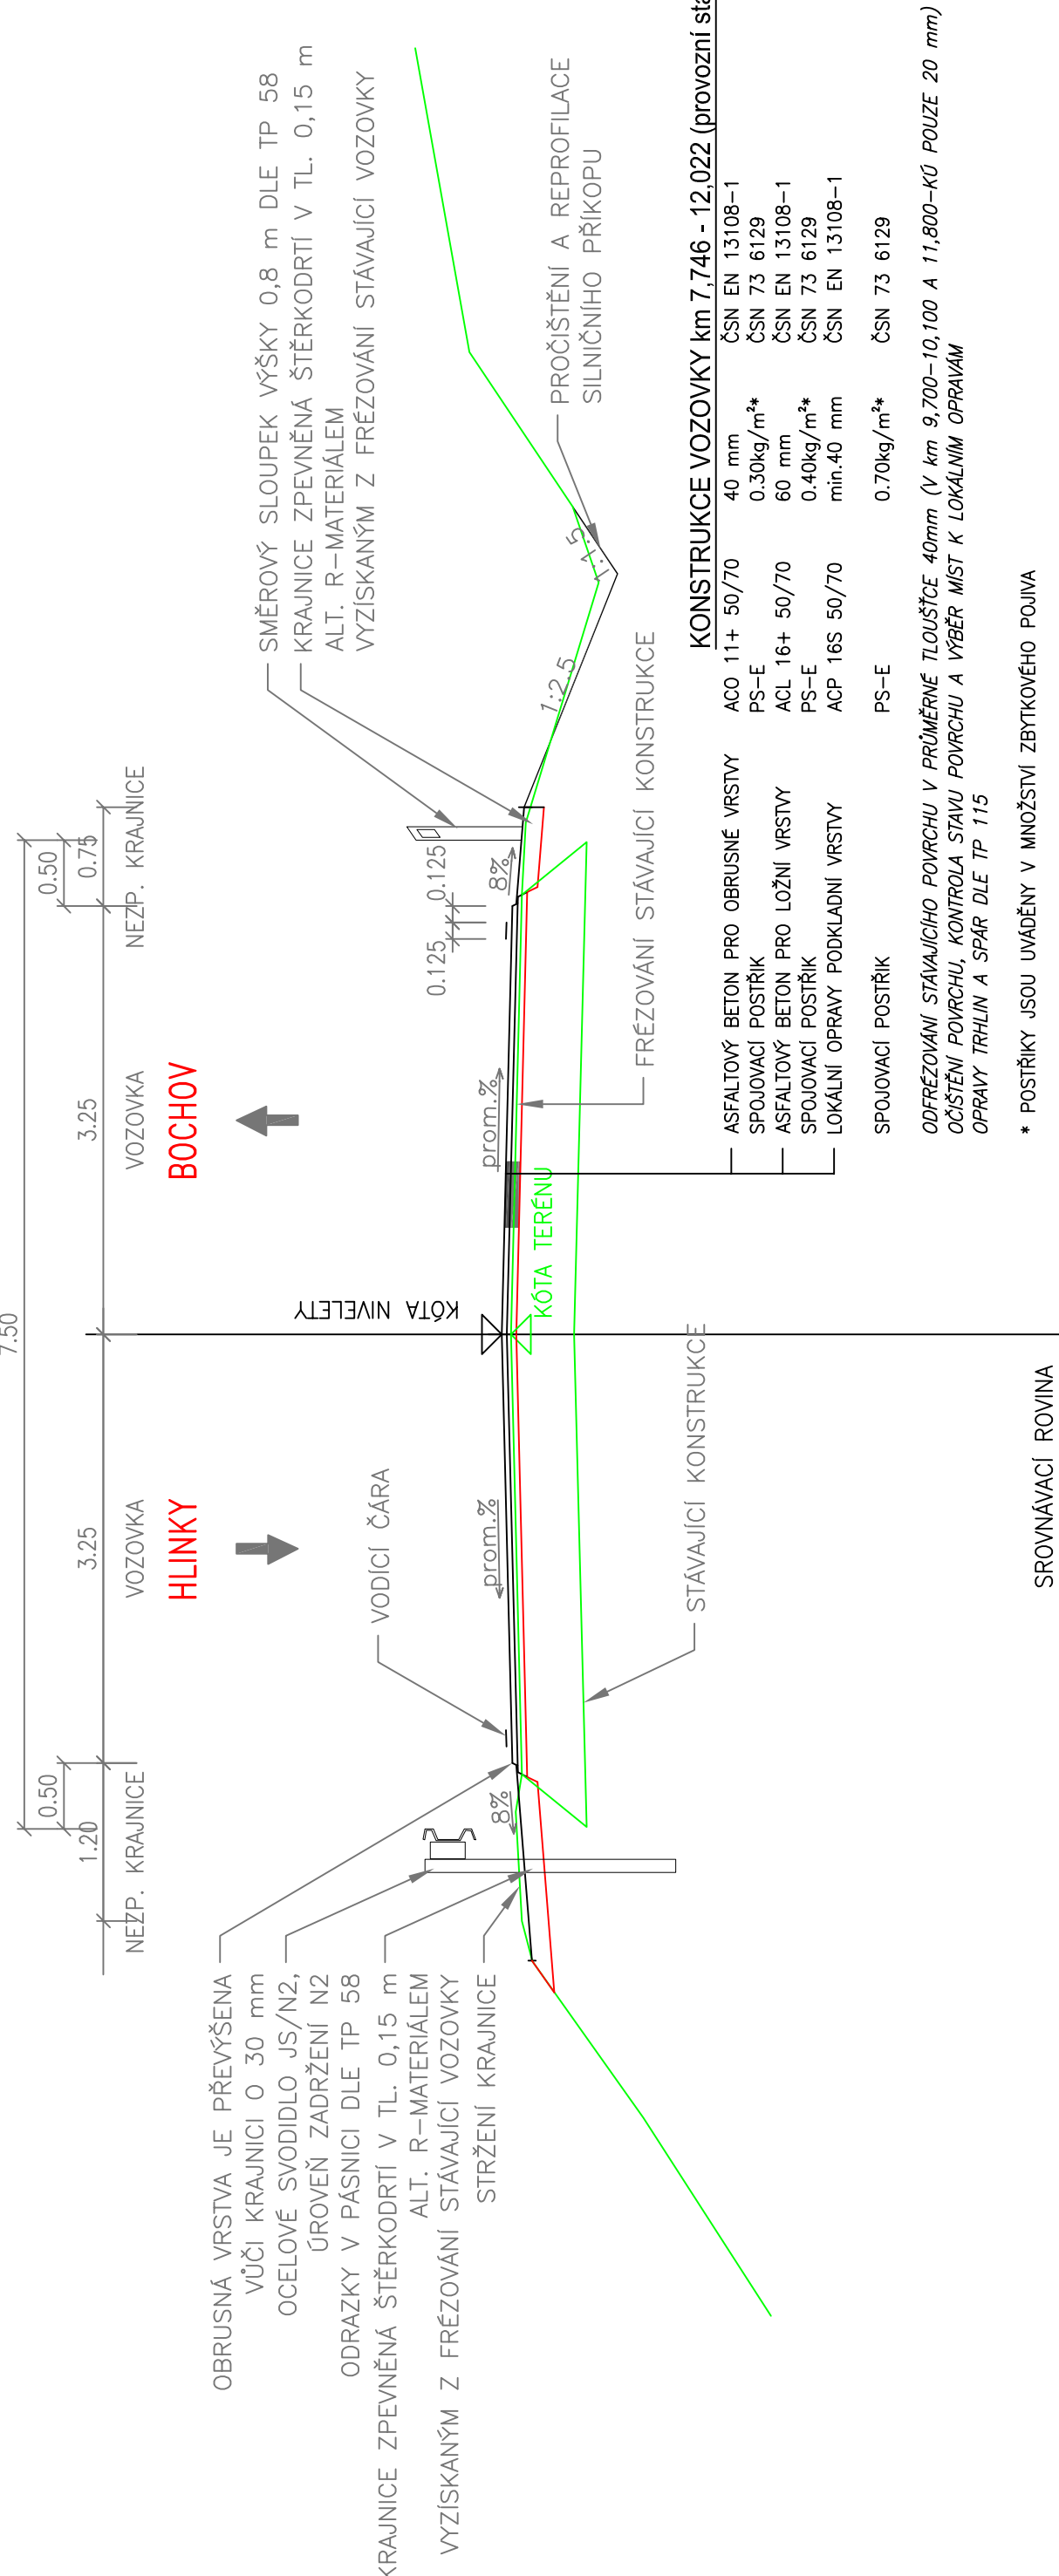 7.50
0.50
0.50
1.20
3.25
3.25
0.75
NEZP. KRAJNICE
VOZOVKA
VOZOVKA
NEZP. KRAJNICE
HLINKY
BOCHOV
OBRUSNÁ VRSTVA JE PŘEVÝŠENA
VŮČI KRAJNICI O 30 mm
OCELOVÉ SVODIDLO JS/N2,
ÚROVEŇ ZADRŽENÍ N2
ODRAZKY V PÁSNICI DLE TP 58
KRAJNICE ZPEVNĚNÁ ŠTĚRKODRTÍ V TL. 0,15 m
ALT. R-MATERIÁLEM
VYZÍSKANÝM Z FRÉZOVÁNÍ STÁVAJÍCÍ VOZOVKY
STRŽENÍ KRAJNICE
VODÍCÍ ČÁRA
KÓTA NIVELETY
SMĚROVÝ SLOUPEK VÝŠKY 0,8 m DLE TP 58
KRAJNICE ZPEVNĚNÁ ŠTĚRKODRTÍ V TL. 0,15 m
ALT. R-MATERIÁLEM
VYZÍSKANÝM Z FRÉZOVÁNÍ STÁVAJÍCÍ VOZOVKY
0.125
0.125
8%
prom.%
prom.%
8%
KÓTA TERÉNU
1:2.5
1:1.5
PROČIŠTĚNÍ A REPROFILACE
SILNIČNÍHO PŘÍKOPU
FRÉZOVÁNÍ STÁVAJÍCÍ KONSTRUKCE
STÁVAJÍCÍ KONSTRUKCE
KONSTRUKCE VOZOVKY km 7,746 - 12,022 (provozní sta
ASFALTOVÝ BETON PRO OBRUSNÉ VRSTVY ACO 11+ 50/70 40 mm ČSN EN 13108-1
SPOJOVACÍ POSTŘIK PS-E 0.30kg/m²* ČSN 73 6129
ASFALTOVÝ BETON PRO LOŽNÍ VRSTVY ACL 16+ 50/70 60 mm ČSN EN 13108-1
SPOJOVACÍ POSTŘIK PS-E 0.40kg/m²* ČSN 73 6129
LOKÁLNÍ OPRAVY PODKLADNÍ VRSTVY ACP 16S 50/70 min.40 mm ČSN EN 13108-1
SPOJOVACÍ POSTŘIK PS-E 0.70kg/m²* ČSN 73 6129
ODFRÉZOVÁNÍ STÁVAJÍCÍHO POVRCHU V PRŮMĚRNÉ TLOUŠŤCE 40mm (V km 9,700-10,100 A 11,800-KÚ POUZE 20 mm)
OČIŠTĚNÍ POVRCHU, KONTROLA STAVU POVRCHU A VÝBĚR MÍST K LOKÁLNÍM OPRAVÁM
OPRAVY TRHLIN A SPÁR DLE TP 115
* POSTŘIKY JSOU UVÁDĚNY V MNOŽSTVÍ ZBYTKOVÉHO POJIVA
SROVNÁVACÍ ROVINA